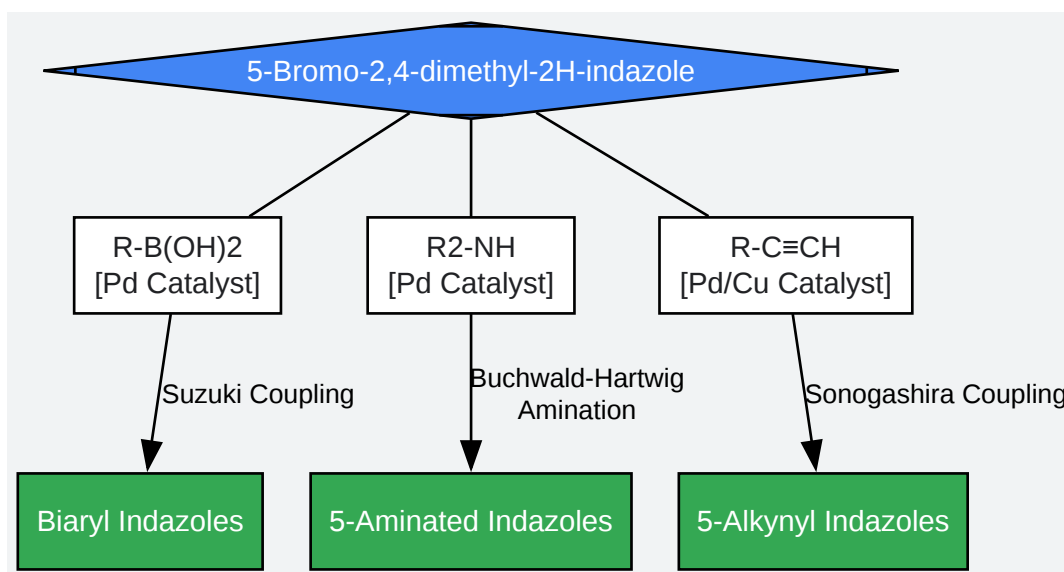 5-Bromo-2,4-dimethyl-2H-indazole
R-B(OH)2
[Pd Catalyst]
R2-NH
[Pd Catalyst]
R-C≡CH
[Pd/Cu Catalyst]
Suzuki Coupling
Buchwald-Hartwig
Amination
Sonogashira Coupling
Biaryl Indazoles
5-Aminated Indazoles
5-Alkynyl Indazoles